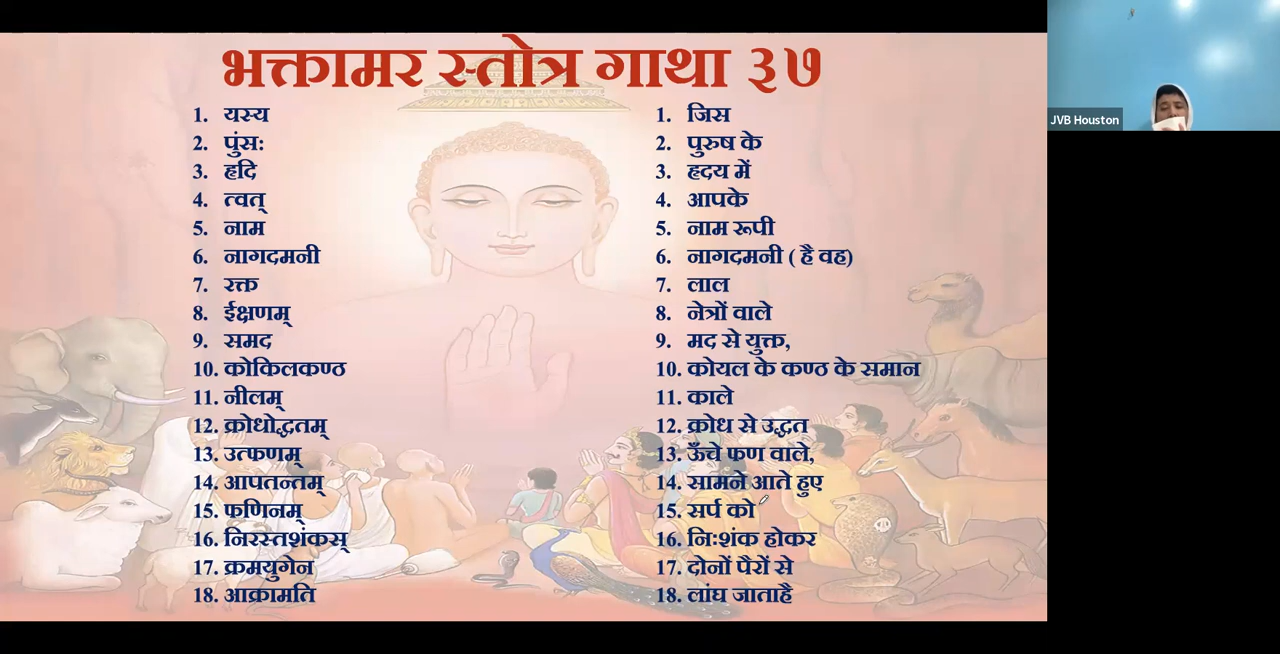 भक्तामर स्तोत्र गाथा ३७
1. यस्य
2. पुंसः
3. हृदि
4. त्वत्
5. नाम
6. नागदमनी
7. रक्त
8. ईक्षणम्
9. समद
10. कोकिलकण्ठ
11. नीलम्
12. क्रोधोद्धतम्
13. उत्फणम्
14. आपतन्तम्
15. फणिनम्
16. निरस्तशंकस्
17. क्रमयुगेन
18. आक्रामति
1. जिस
2. पुरुष के
3. हृदय में
4. आपके
5. नाम रूपी
6. नागदमनी ( है वह)
7. लाल
8. नेत्रों वाले
9. मद से युक्त,
10. कोयल के कण्ठ के समान
11. काले
12. क्रोध से उद्धत
13. ऊँचे फण वाले,
14. सामने आते हुए
15. सर्प को
16. निःशंक होकर
17. दोनों पैरों से
18. लांघ जाताहै
JVB Houston